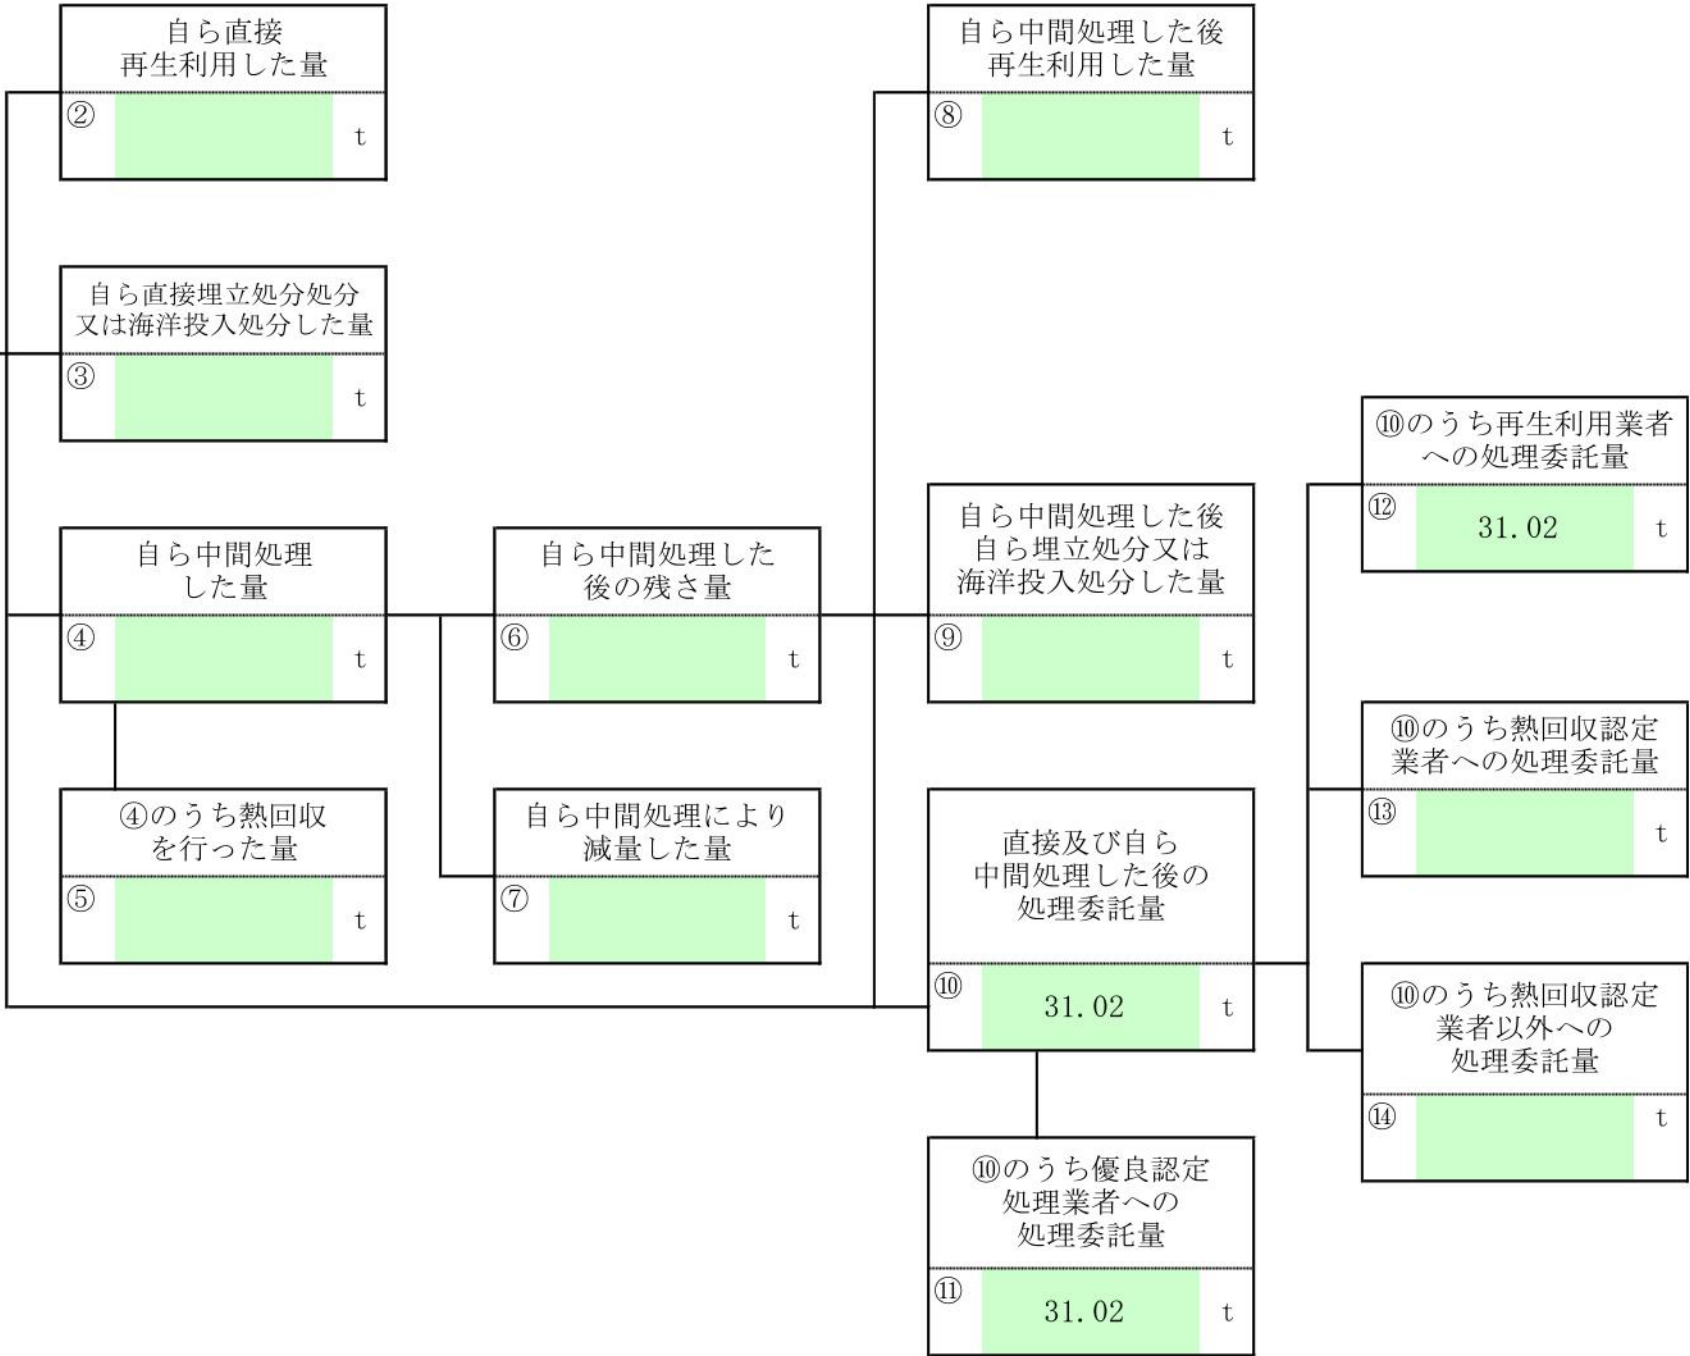 自ら直接
再生利用した量
②
t
自ら中間処理した後
再生利用した量
⑧
t
自ら直接埋立処分処分
又は海洋投入処分した量
③
t
⑩のうち再生利用業者
への処理委託量
⑫
31.02
t
自ら中間処理
した量
④
t
自ら中間処理した
後の残さ量
⑥
t
自ら中間処理した後
自ら埋立処分又は
海洋投入処分した量
⑨
t
⑩のうち熱回収認定
業者への処理委託量
⑬
t
④のうち熱回収
を行った量
⑤
t
自ら中間処理により
減量した量
⑦
t
直接及び自ら
中間処理した後の
処理委託量
⑩
31.02
t
⑩のうち熱回収認定
業者以外への
処理委託量
⑭
t
⑩のうち優良認定
処理業者への
処理委託量
⑪
31.02
t